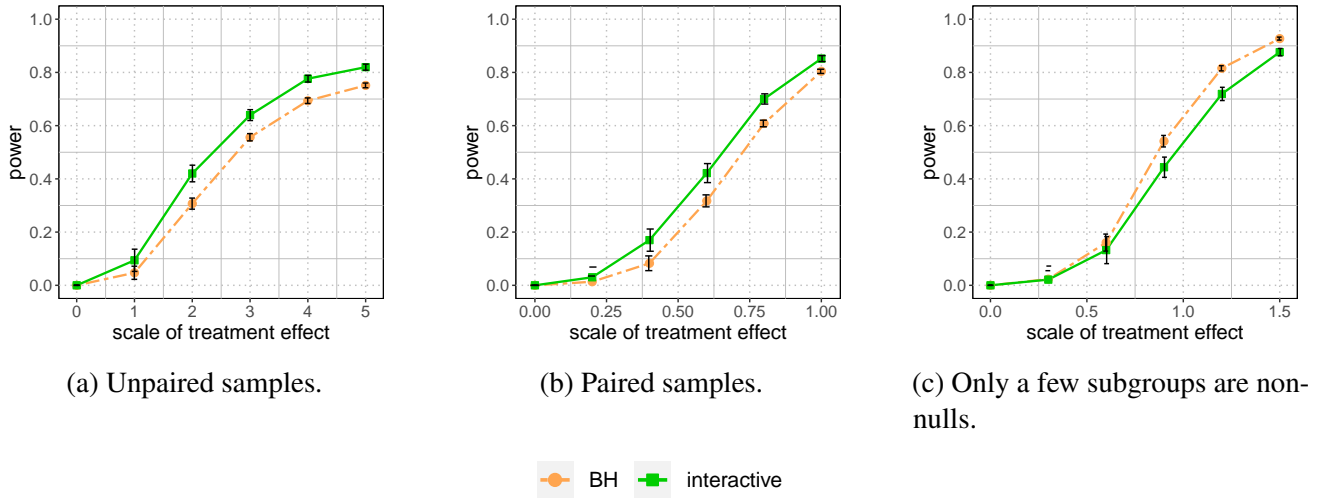 1.0
0.8
0.6
0.4
0.2
0.0
power
0 1 2 3 4 5
scale of treatment effect
(a) Unpaired samples.
1.0
0.8
0.6
0.4
0.2
0.0
power
0.00 0.25 0.50 0.75 1.00
scale of treatment effect
(b) Paired samples.
1.0
0.8
0.6
0.4
0.2
0.0
power
0.0 0.5 1.0 1.5
scale of treatment effect
(c) Only a few subgroups are non-
nulls.
BH interactive